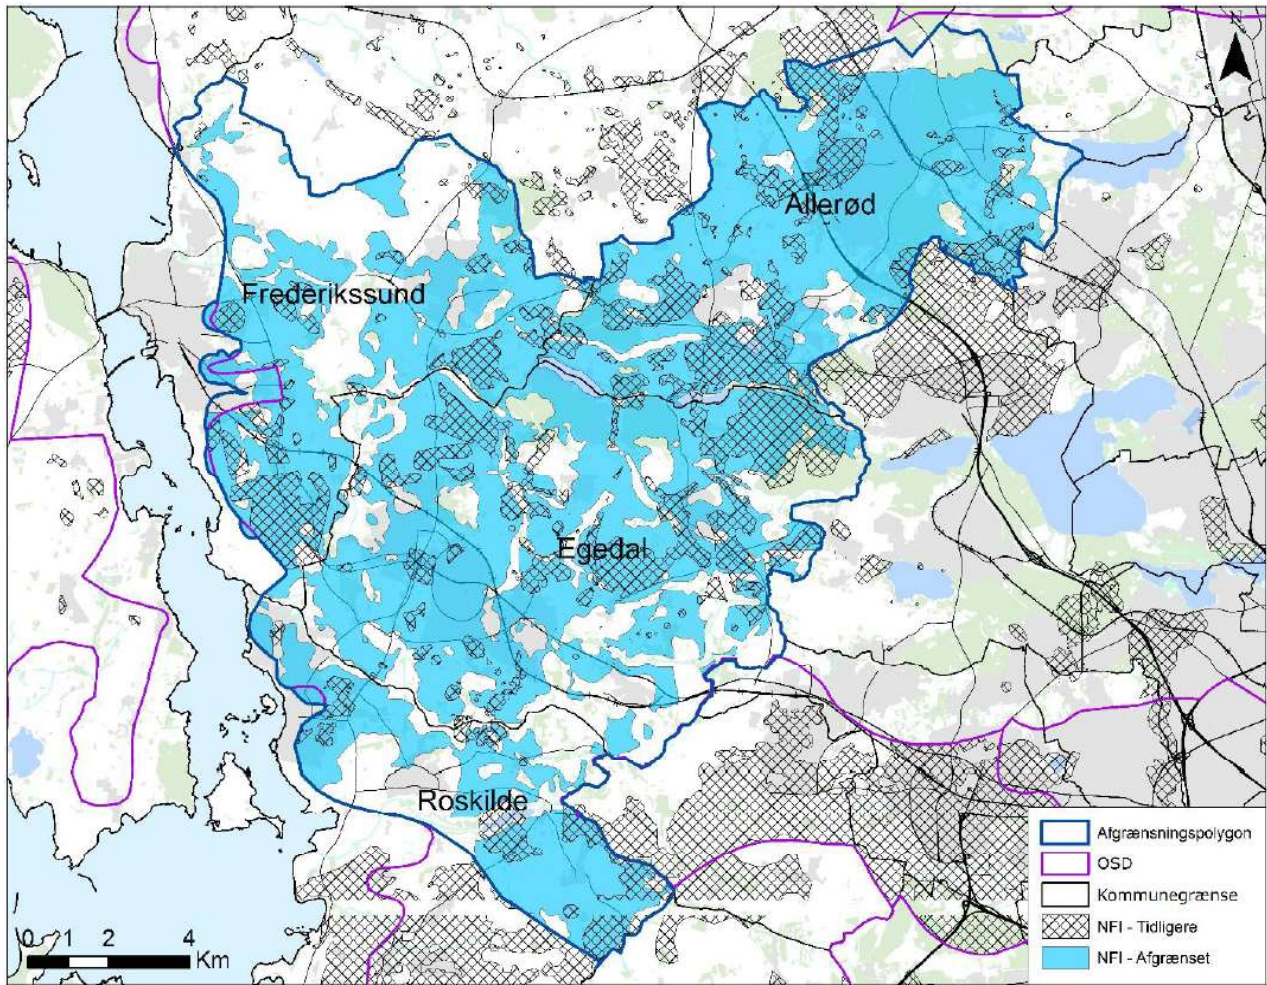 Allerød
Frederikssund
Egedal
Roskilde
Afgrænsningspolygon
OSD
Kommunegrænse
NFI - Tidligere
NFI - Afgrænset
0 1 2 4
Km